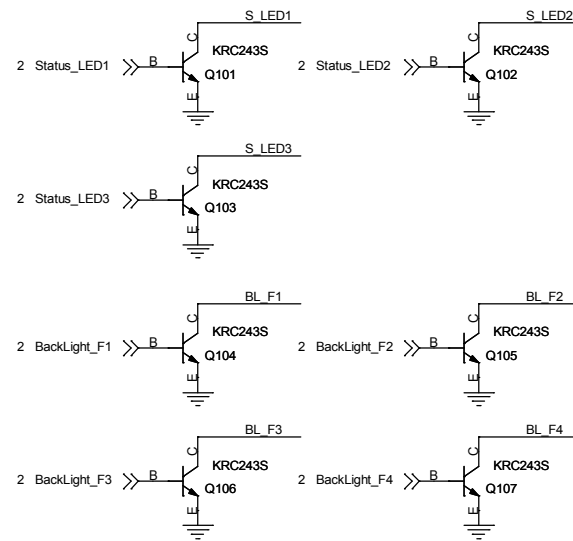 S_LED1 S_LED2
C KRC243S C KRC243S
2 Status_LED1 B Q101 2 Status_LED2 B Q102
E E
S_LED3
C KRC243S
2 Status_LED3 B Q103
E
BL_F1 BL_F2
C KRC243S C KRC243S
2 BackLight_F1 B Q104 2 BackLight_F2 B Q105
E E
BL_F3 BL_F4
C KRC243S C KRC243S
2 BackLight_F3 B Q106 2 BackLight_F4 B Q107
E E